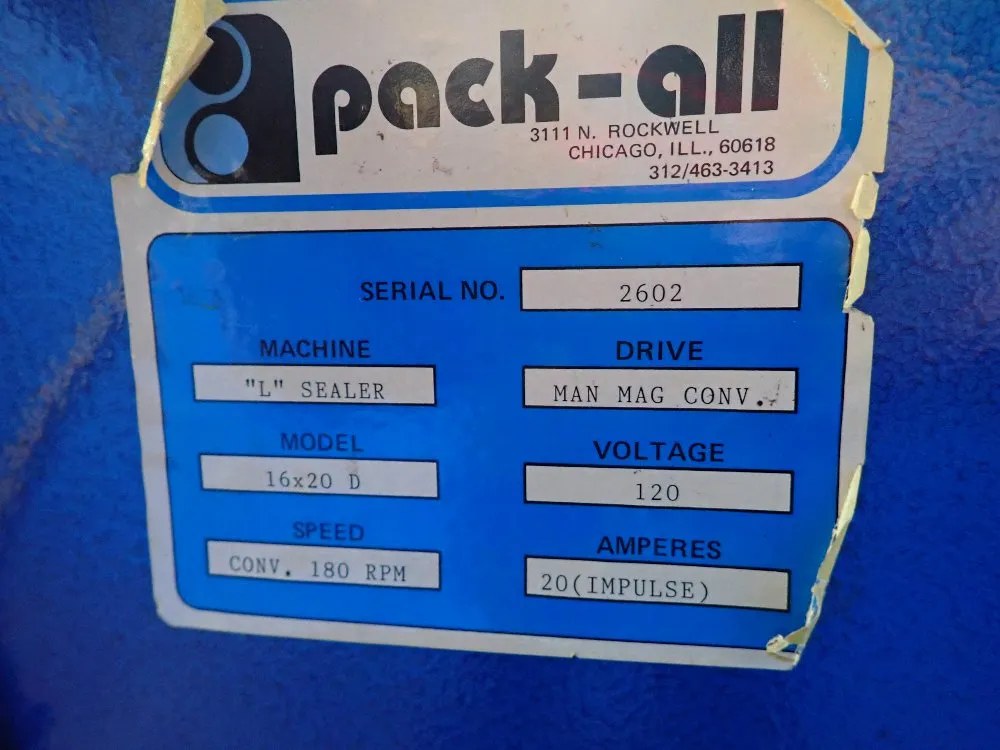 pack-all
3111 N. ROCKWELL
CHICAGO, ILL., 60618
312/463-3413
SERIAL NO. 2602
MACHINE
"L" SEALER
DRIVE
MAN MAG CONV.
MODEL
16x20 D
VOLTAGE
120
SPEED
CONV. 180 RPM
AMPERES
20(IMPULSE)